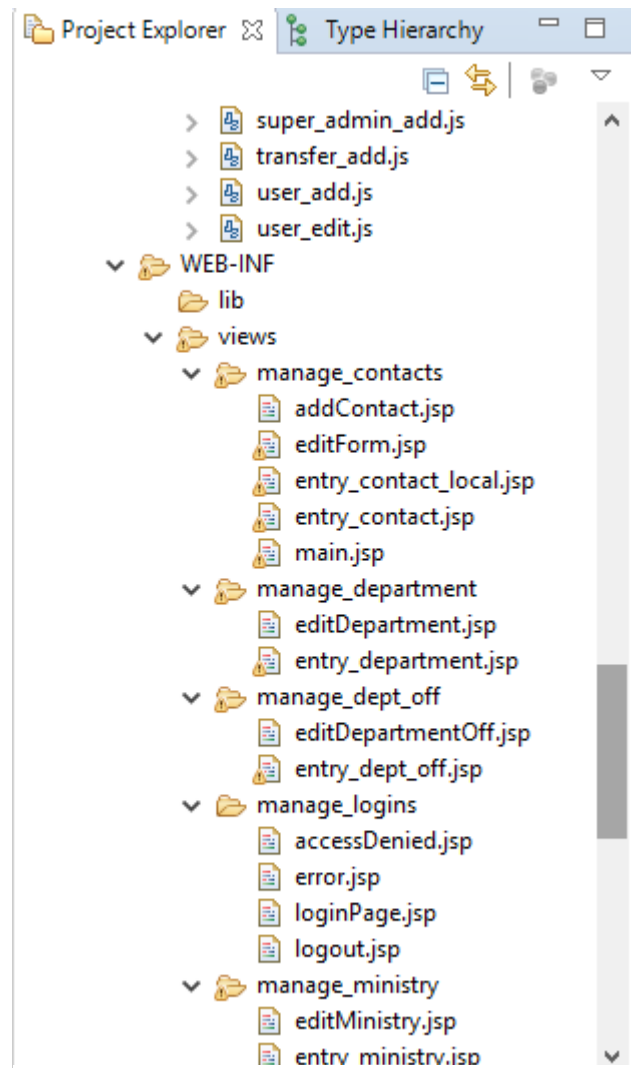 Project Explorer Type Hierarchy
super_admin_add.js
transfer_add.js
user_add.js
user_edit.js
WEB-INF
lib
views
manage_contacts
addContact.jsp
editForm.jsp
entry_contact_local.jsp
entry_contact.jsp
main.jsp
manage_department
editDepartment.jsp
entry_department.jsp
manage_dept_off
editDepartmentOff.jsp
entry_dept_off.jsp
manage_logins
accessDenied.jsp
error.jsp
loginPage.jsp
logout.jsp
manage_ministry
editMinistry.jsp
entry_ministry.jsp